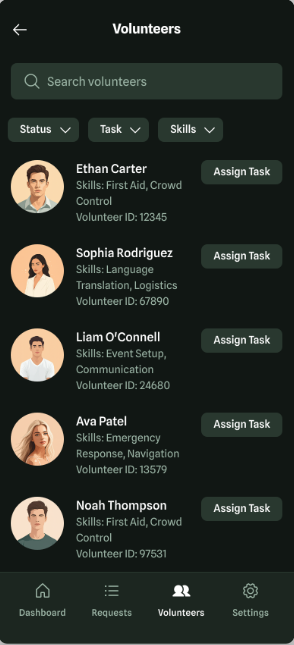 Volunteers
Search volunteers
Status Task Skills
Ethan Carter
Assign Task
Skills: First Aid, Crowd
Control
Volunteer ID: 12345
Sophia Rodriguez
Assign Task
Skills: Language
Translation, Logistics
Volunteer ID: 67890
Liam O'Connell
Assign Task
Skills: Event Setup,
Communication
Volunteer ID: 24680
Ava Patel
Assign Task
Skills: Emergency
Response, Navigation
Volunteer ID: 13579
Noah Thompson
Assign Task
Skills: First Aid, Crowd
Control
Volunteer ID: 97531
Dashboard Requests Volunteers Settings